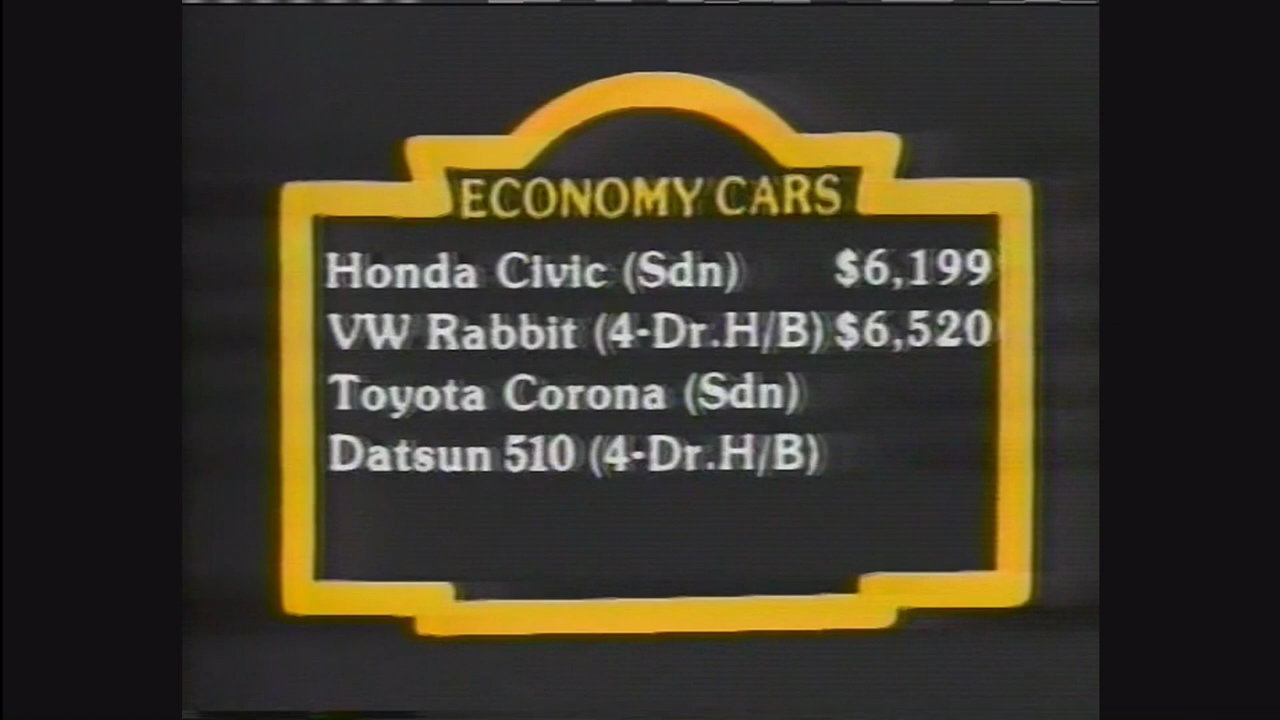 ECONOMY CARS
Honda Civic (Sdn) $6,199
VW Rabbit (4-Dr.H/B) $6,520
Toyota Corona (Sdn)
Datsun 510 (4-Dr.H/B)